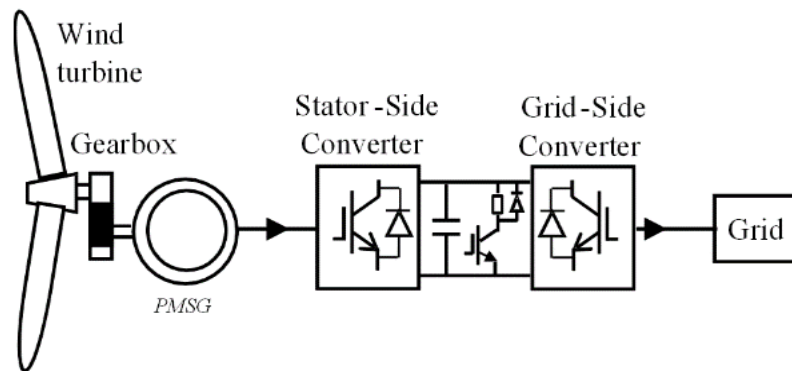 Wind
turbine
Gearbox
PMSG
Stator-Side
Converter
Grid-Side
Converter
Grid